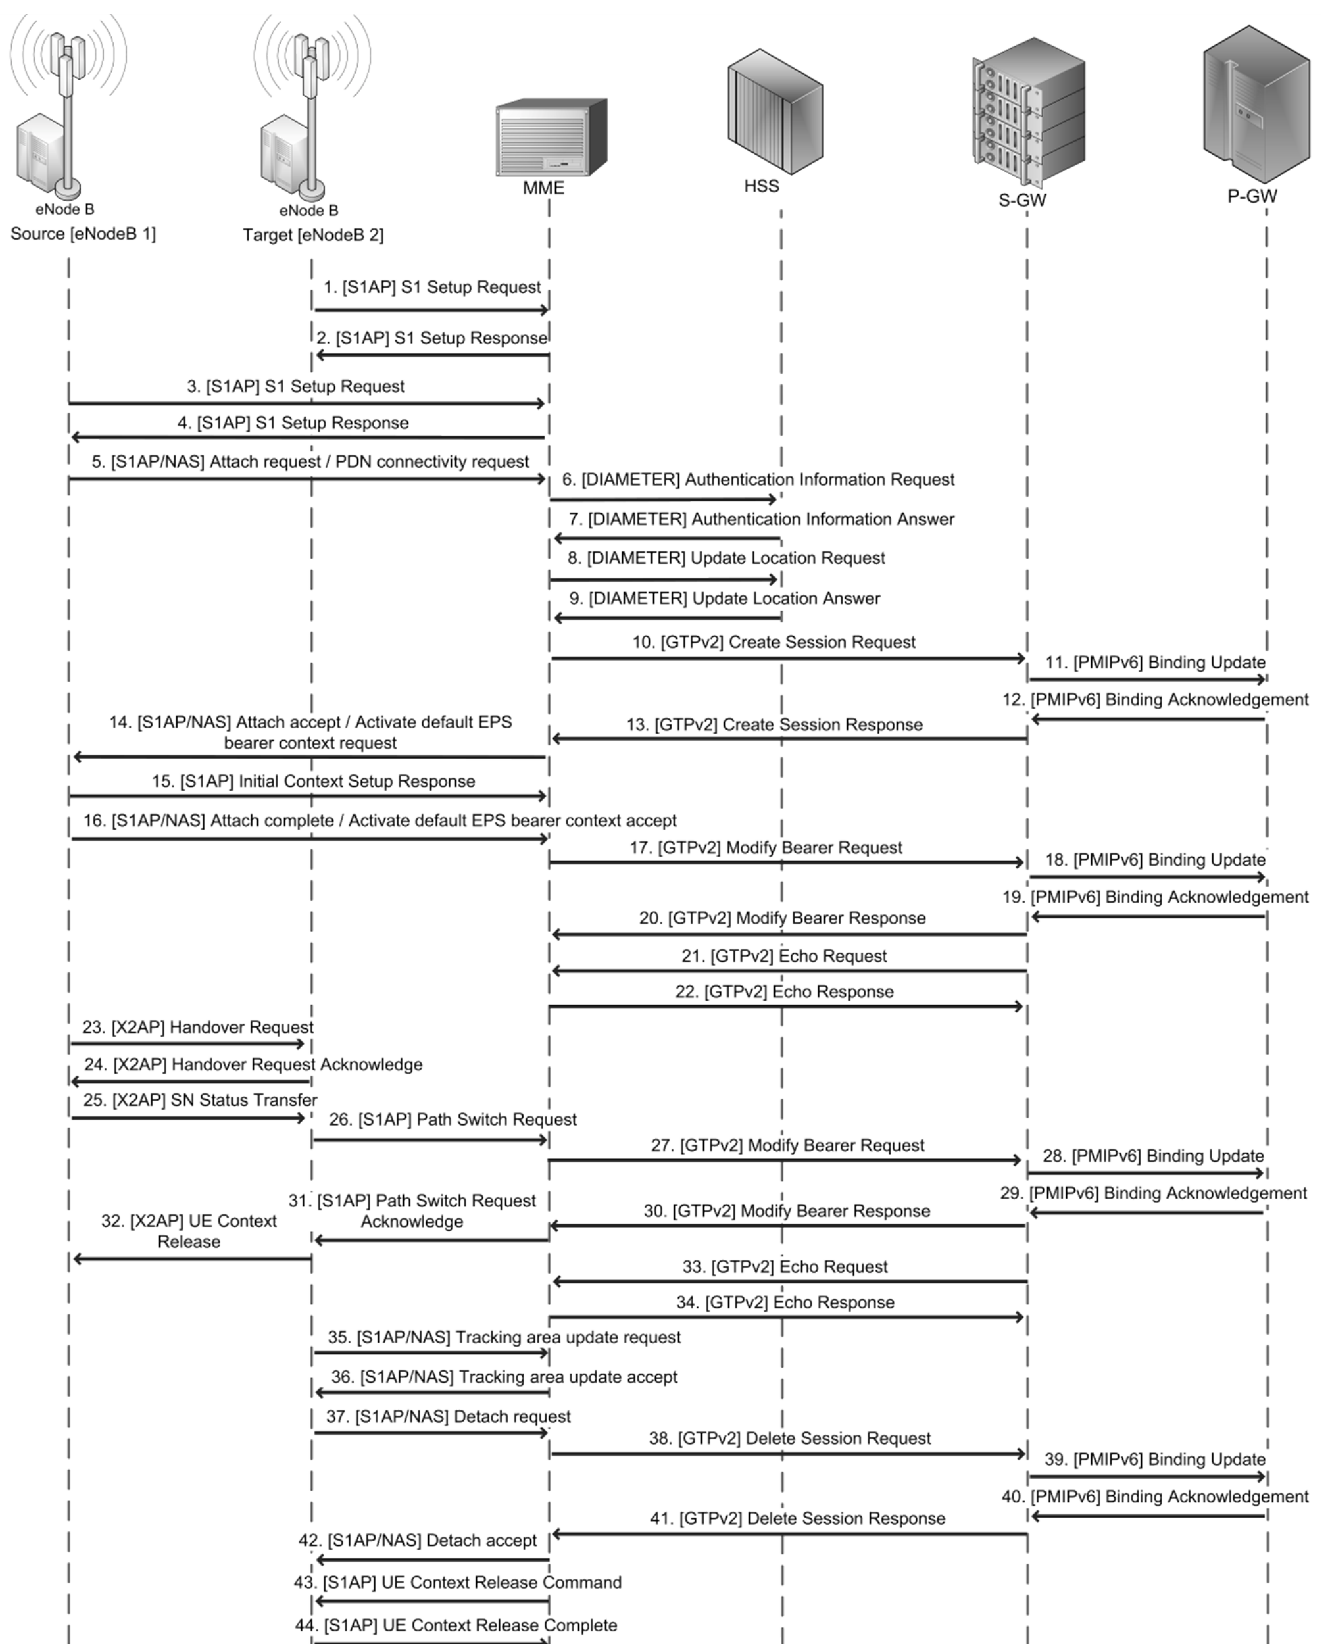 MME
HSS
S-GW
P-GW
eNode B
Source [eNodeB 1]
eNode B
Target [eNodeB 2]
1. [S1AP] S1 Setup Request
2. [S1AP] S1 Setup Response
3. [S1AP] S1 Setup Request
4. [S1AP] S1 Setup Response
5. [S1AP/NAS] Attach request / PDN connectivity request
6. [DIAMETER] Authentication Information Request
7. [DIAMETER] Authentication Information Answer
8. [DIAMETER] Update Location Request
9. [DIAMETER] Update Location Answer
10. [GTPv2] Create Session Request
11. [PMIPv6] Binding Update
12. [PMIPv6] Binding Acknowledgement
13. [GTPv2] Create Session Response
14. [S1AP/NAS] Attach accept / Activate default EPS
bearer context request
15. [S1AP] Initial Context Setup Response
16. [S1AP/NAS] Attach complete / Activate default EPS bearer context accept
17. [GTPv2] Modify Bearer Request
18. [PMIPv6] Binding Update
19. [PMIPv6] Binding Acknowledgement
20. [GTPv2] Modify Bearer Response
21. [GTPv2] Echo Request
22. [GTPv2] Echo Response
23. [X2AP] Handover Request
24. [X2AP] Handover Request Acknowledge
25. [X2AP] SN Status Transfer
26. [S1AP] Path Switch Request
27. [GTPv2] Modify Bearer Request
28. [PMIPv6] Binding Update
29. [PMIPv6] Binding Acknowledgement
30. [GTPv2] Modify Bearer Response
31. [S1AP] Path Switch Request
Acknowledge
32. [X2AP] UE Context
Release
33. [GTPv2] Echo Request
34. [GTPv2] Echo Response
35. [S1AP/NAS] Tracking area update request
36. [S1AP/NAS] Tracking area update accept
37. [S1AP/NAS] Detach request
38. [GTPv2] Delete Session Request
39. [PMIPv6] Binding Update
40. [PMIPv6] Binding Acknowledgement
41. [GTPv2] Delete Session Response
42. [S1AP/NAS] Detach accept
43. [S1AP] UE Context Release Command
44. [S1AP] UE Context Release Complete